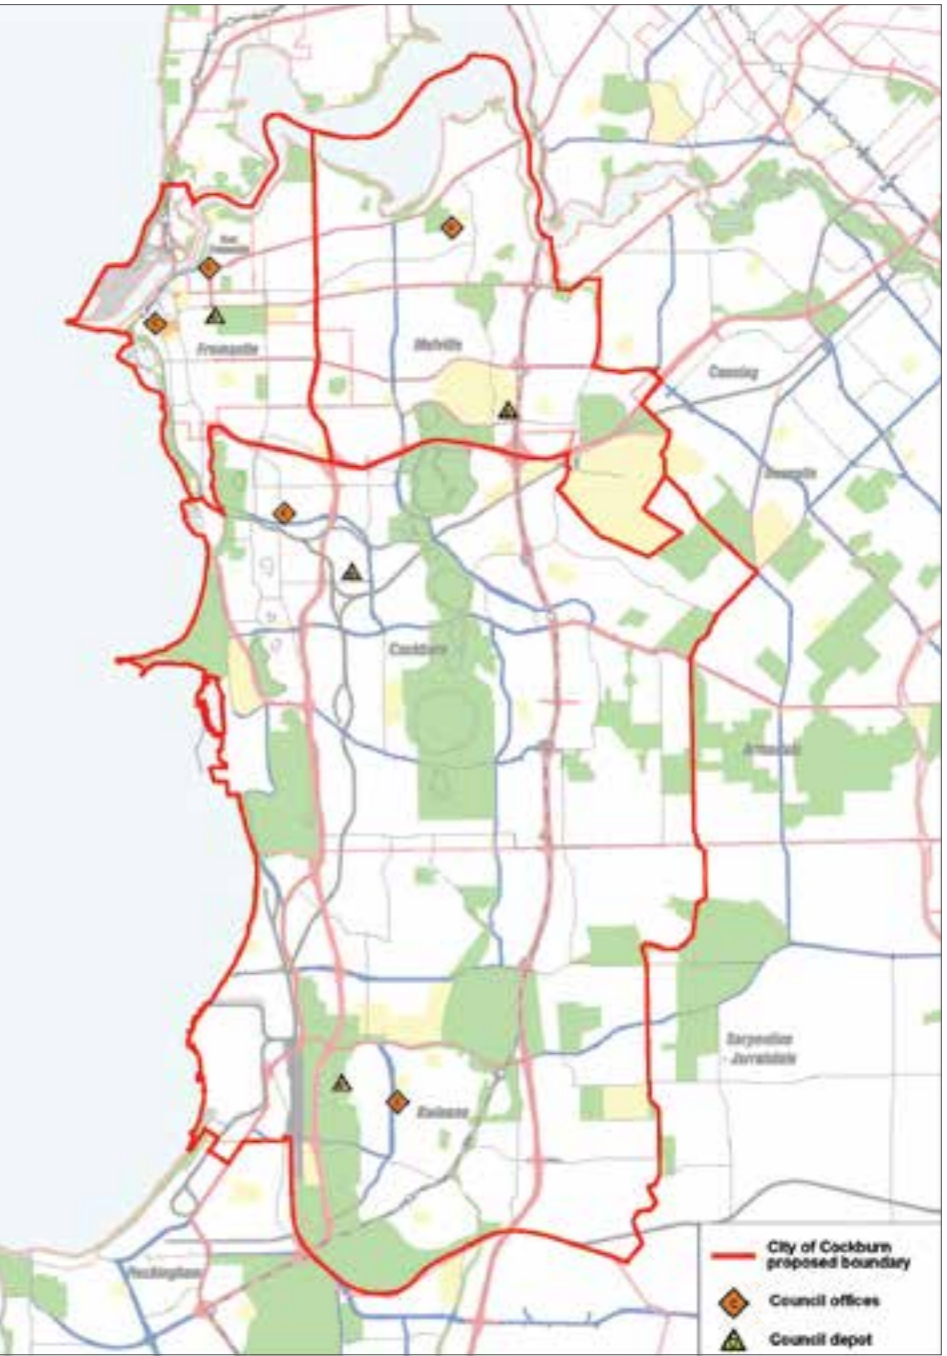 East
Fremantle
Fremantle
Melville
Canning
Gosnells
Cockburn
Armadale
Serpentine
- Jarrahdale
Kwinana
Rockingham
City of Cockburn
proposed boundary
Council offices
Council depot